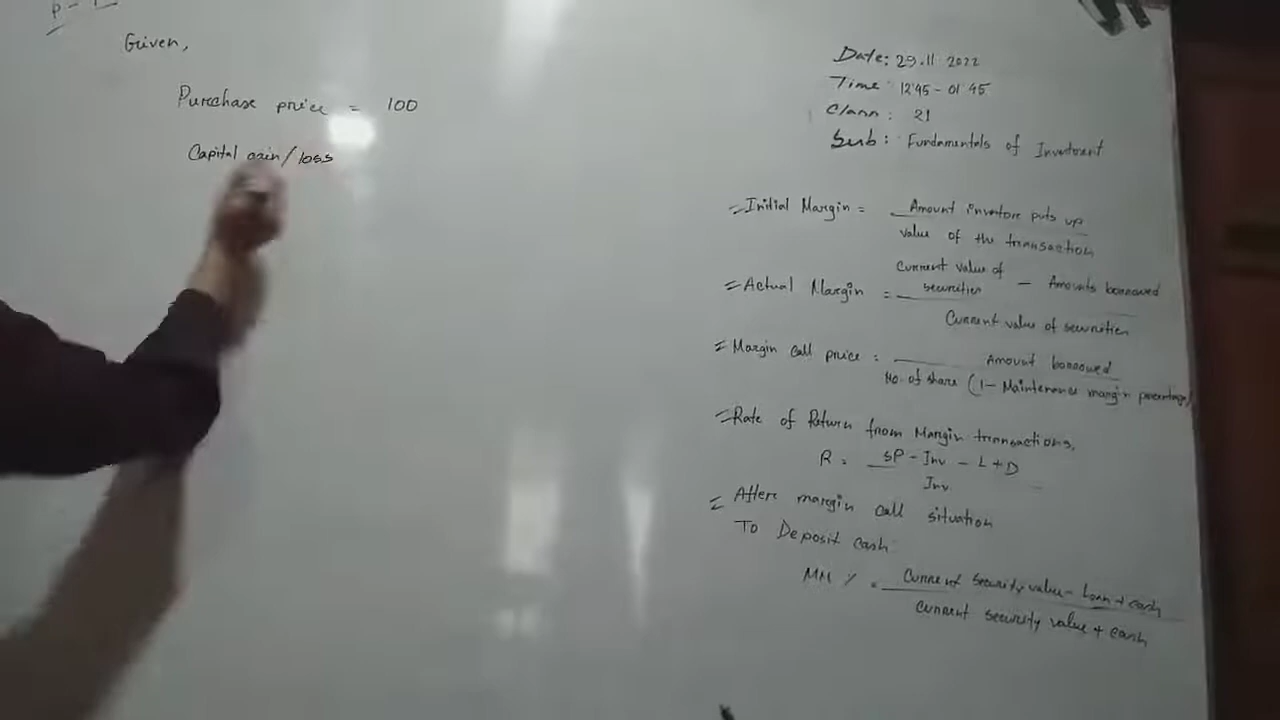 P -
Given,
Purchase price = 100
Capital gain/loss
Date: 29.11.2022
Time: 12:45 - 01:45
Class: 21
Sub: Fundamentals of Investment
= Initial Margin = Amount investors puts up
value of the transaction
= Actual Margin = Current value of securities - Amounts borrowed
Current value of securities
= Margin call price = Amount borrowed
No. of share (1 - Maintenance margin percentage)
= Rate of Return from Margin transactions.
R = SP - Inv - L + D
Inv
= After margin call situation
To Deposit cash
MM % = Current security value - Loan + cash
Current security value + cash